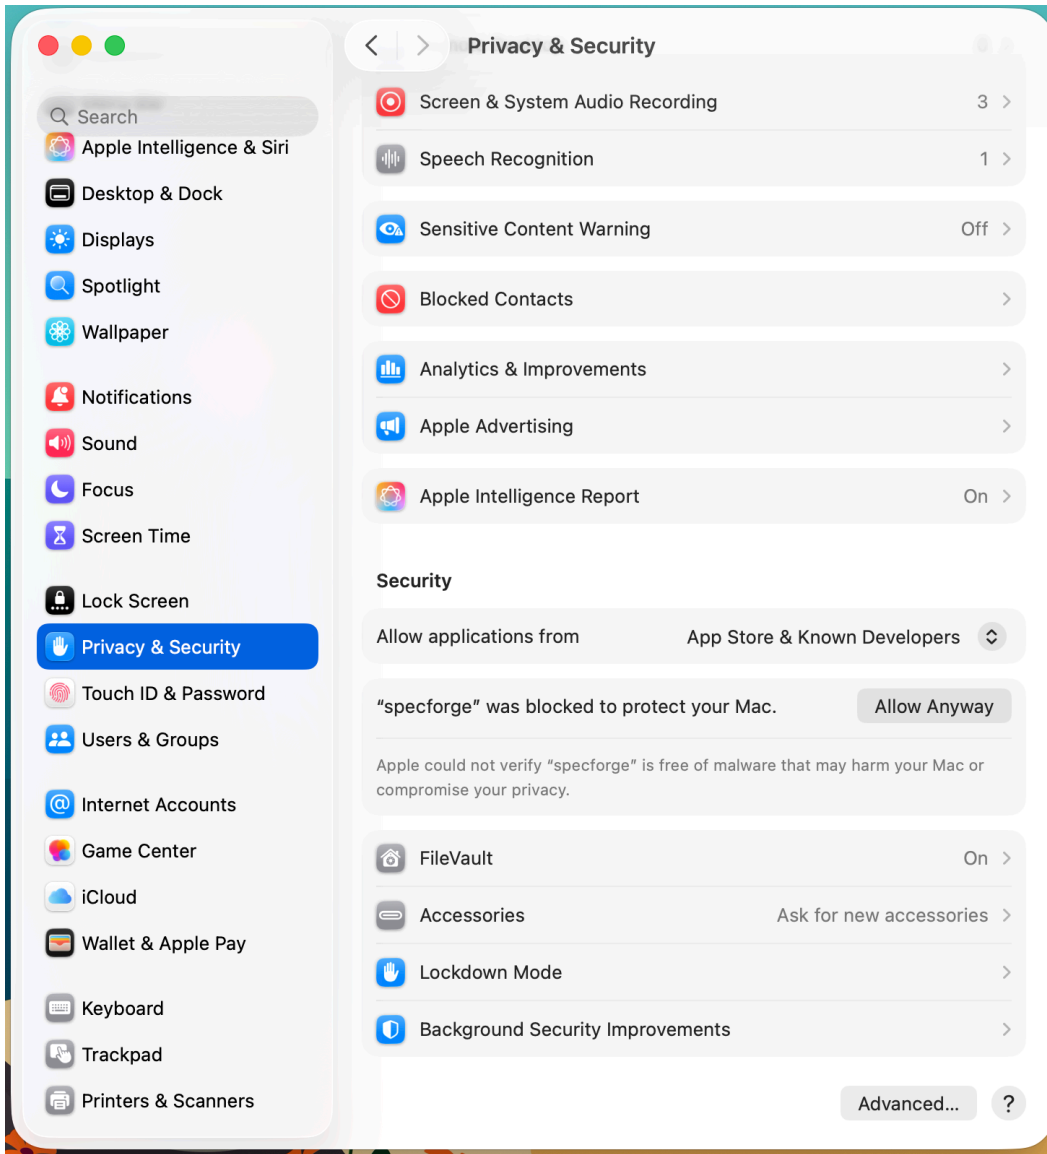 Privacy & Security
Search
Apple Intelligence & Siri
Desktop & Dock
Displays
Spotlight
Wallpaper
Notifications
Sound
Focus
Screen Time
Lock Screen
Privacy & Security
Touch ID & Password
Users & Groups
Internet Accounts
Game Center
iCloud
Wallet & Apple Pay
Keyboard
Trackpad
Printers & Scanners
Screen & System Audio Recording 3
Speech Recognition 1
Sensitive Content Warning Off
Blocked Contacts
Analytics & Improvements
Apple Advertising
Apple Intelligence Report On
Security
Allow applications from App Store & Known Developers
“specforge” was blocked to protect your Mac. Allow Anyway
Apple could not verify “specforge” is free of malware that may harm your Mac or
compromise your privacy.
FileVault On
Accessories Ask for new accessories
Lockdown Mode
Background Security Improvements
Advanced... ?